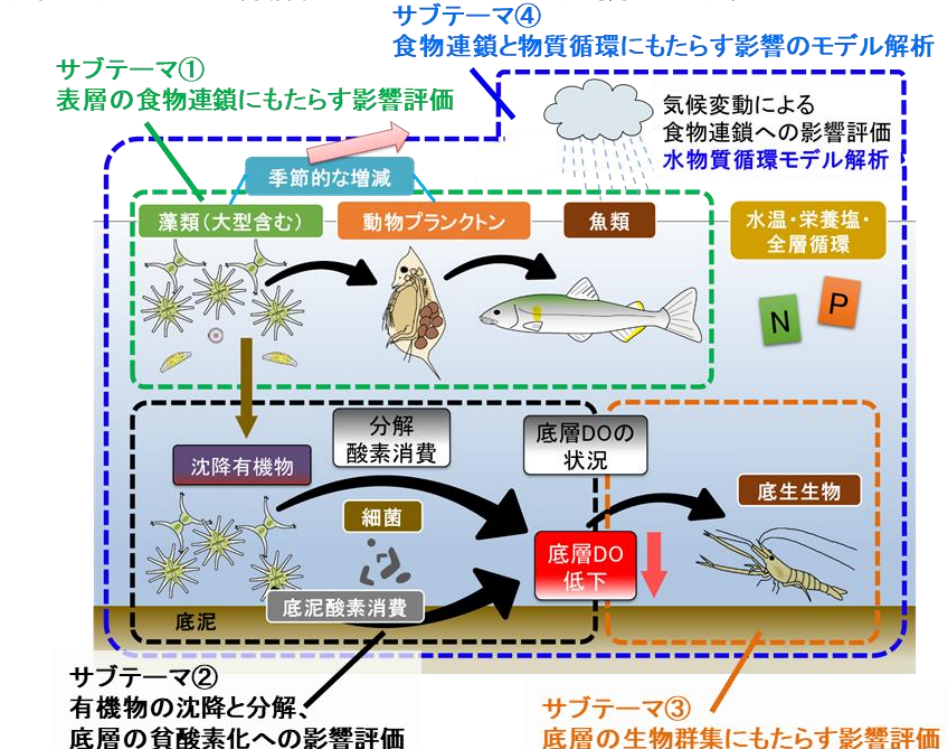 サブテーマ④
食物連鎖と物質循環にもたらす影響のモデル解析
サブテーマ①
表層の食物連鎖にもたらす影響評価
気候変動による
食物連鎖への影響評価
水物質循環モデル解析
季節的な増減
藻類(大型含む)
動物プランクトン
魚類
水温・栄養塩・
全層循環
N
P
分解
酸素消費
底層DOの
状況
沈降有機物
細菌
底生生物
底層DO
低下
底泥酸素消費
底泥
サブテーマ②
有機物の沈降と分解、
底層の貧酸素化への影響評価
サブテーマ③
底層の生物群集にもたらす影響評価